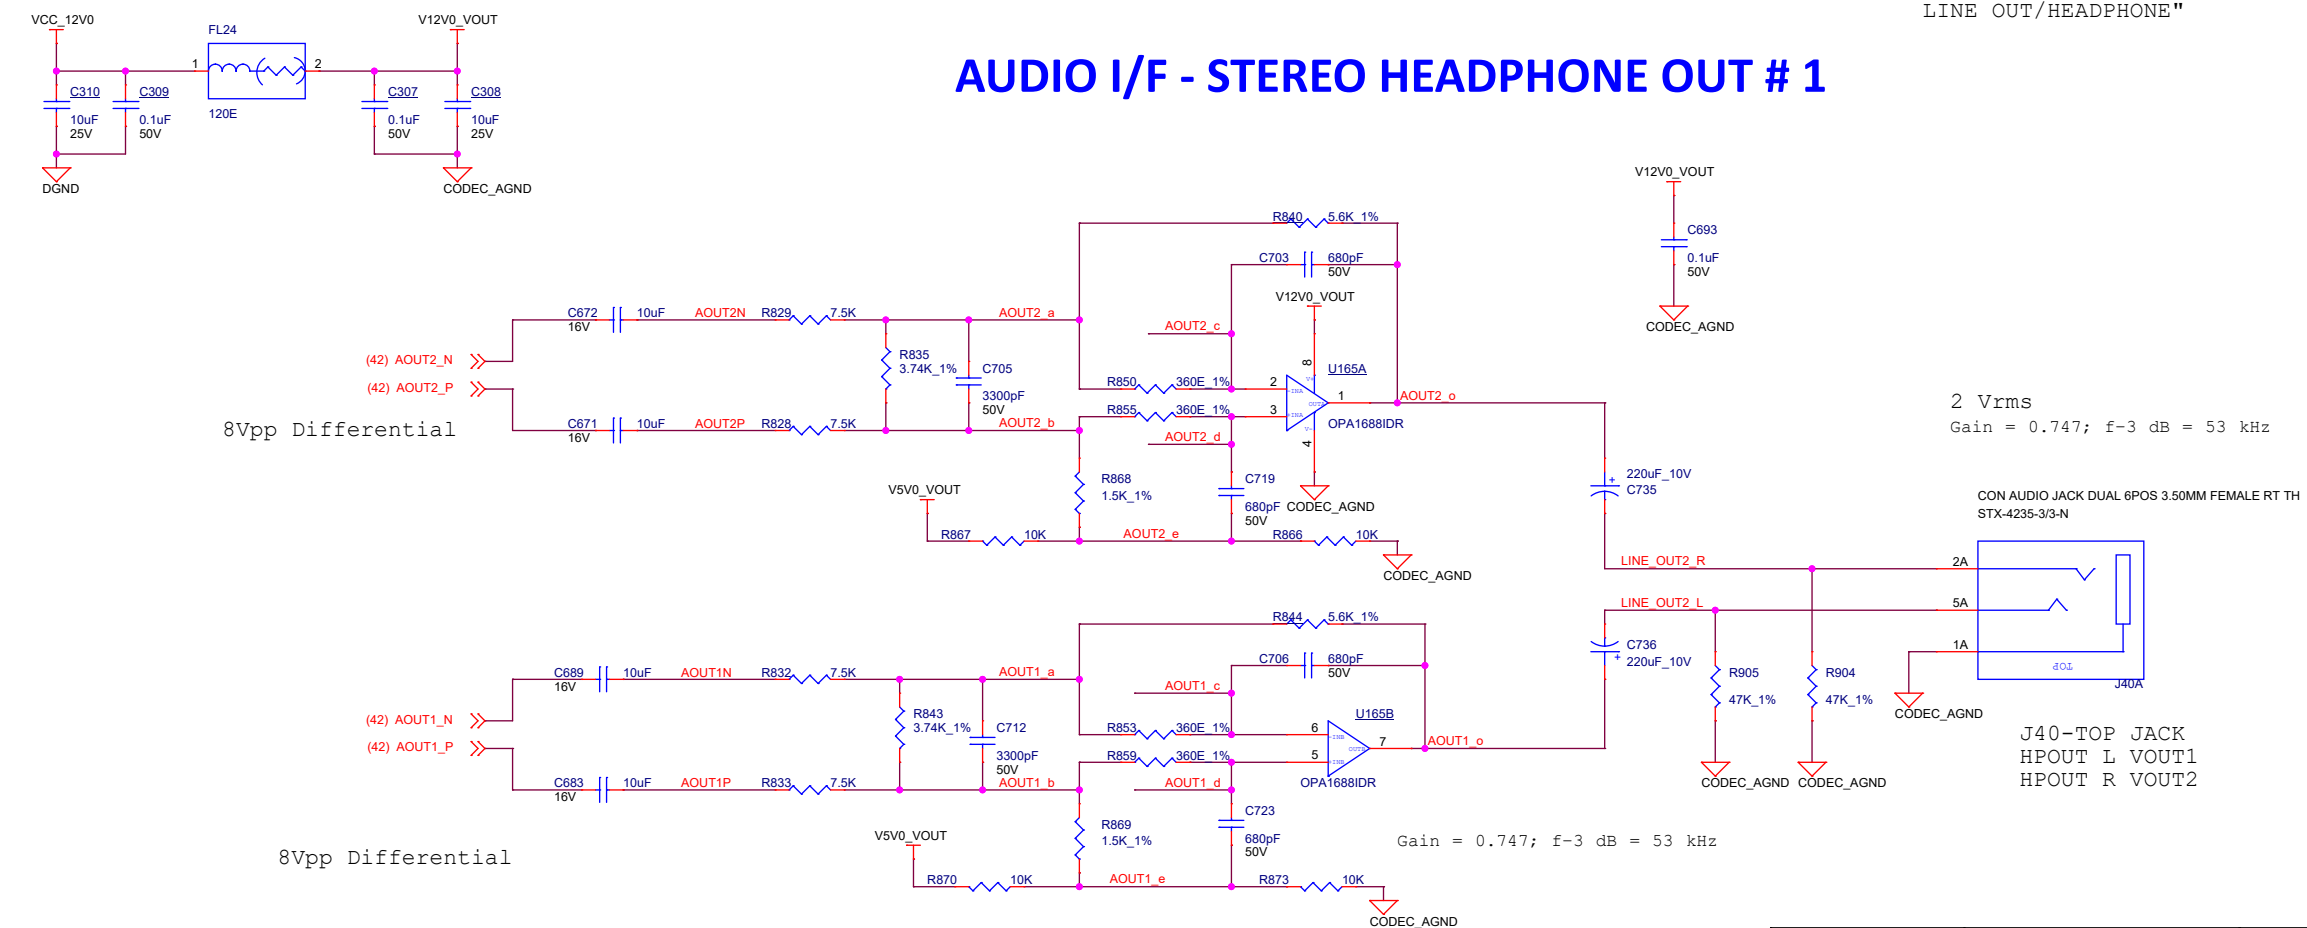 LINE OUT/HEADPHONE"
AUDIO I/F - STEREO HEADPHONE OUT # 1
VCC_12V0
FL24
V12V0_VOUT
1
2
C310
10uF
25V
C309
0.1uF
50V
120E
C307
0.1uF
50V
C308
10uF
25V
DGND
CODEC_AGND
V12V0_VOUT
C693
0.1uF
50V
CODEC_AGND
R840
5.6K_1%
C703
680pF
50V
V12V0_VOUT
C672
16V
10uF
AOUT2N
R829
7.5K
AOUT2_a
AOUT2_c
(42) AOUT2_N
(42) AOUT2_P
R835
3.74K_1%
C705
3300pF
50V
R850
360E_1%
2
R855
360E_1%
3
8
U165A
V+
-INA
+INA
OUTA
V-
1
4
AOUT2_o
OPA1688IDR
8Vpp Differential
C671
16V
10uF
AOUT2P
R828
7.5K
AOUT2_b
AOUT2_d
R868
1.5K_1%
C719
680pF
50V
CODEC_AGND
V5V0_VOUT
R867
10K
AOUT2_e
R866
10K
CODEC_AGND
220uF_10V
C735
2 Vrms
Gain = 0.747; f-3 dB = 53 kHz
CON AUDIO JACK DUAL 6POS 3.50MM FEMALE RT TH
STX-4235-3/3-N
LINE_OUT2_R
2A
LINE_OUT2_L
5A
1A
TOP
J40A
C736
220uF_10V
R905
47K_1%
R904
47K_1%
CODEC_AGND
CODEC_AGND
CODEC_AGND
J40-TOP JACK
HPOUT L VOUT1
HPOUT R VOUT2
R844
5.6K_1%
C706
680pF
50V
C689
16V
10uF
AOUT1N
R832
7.5K
AOUT1_a
AOUT1_c
(42) AOUT1_N
(42) AOUT1_P
R843
3.74K_1%
C712
3300pF
50V
R853
360E_1%
6
R859
360E_1%
5
U165B
-INB
+INB
OUTB
7
AOUT1_o
OPA1688IDR
C683
16V
10uF
AOUT1P
R833
7.5K
AOUT1_b
AOUT1_d
R869
1.5K_1%
C723
680pF
50V
8Vpp Differential
V5V0_VOUT
R870
10K
AOUT1_e
R873
10K
CODEC_AGND
Gain = 0.747; f-3 dB = 53 kHz